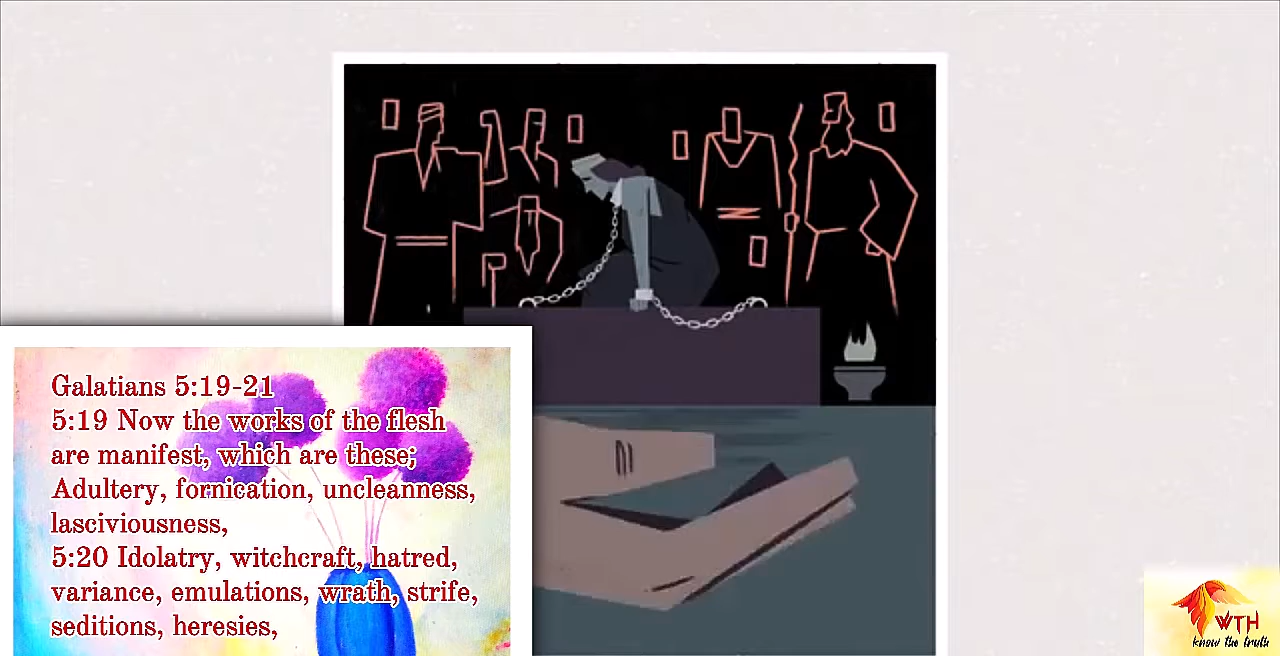 Galatians 5:19-21
5:19 Now the works of the flesh
are manifest, which are these;
Adultery, fornication, uncleanness,
lasciviousness,
5:20 Idolatry, witchcraft, hatred,
variance, emulations, wrath, strife,
seditions, heresies,
WTH
know the truth